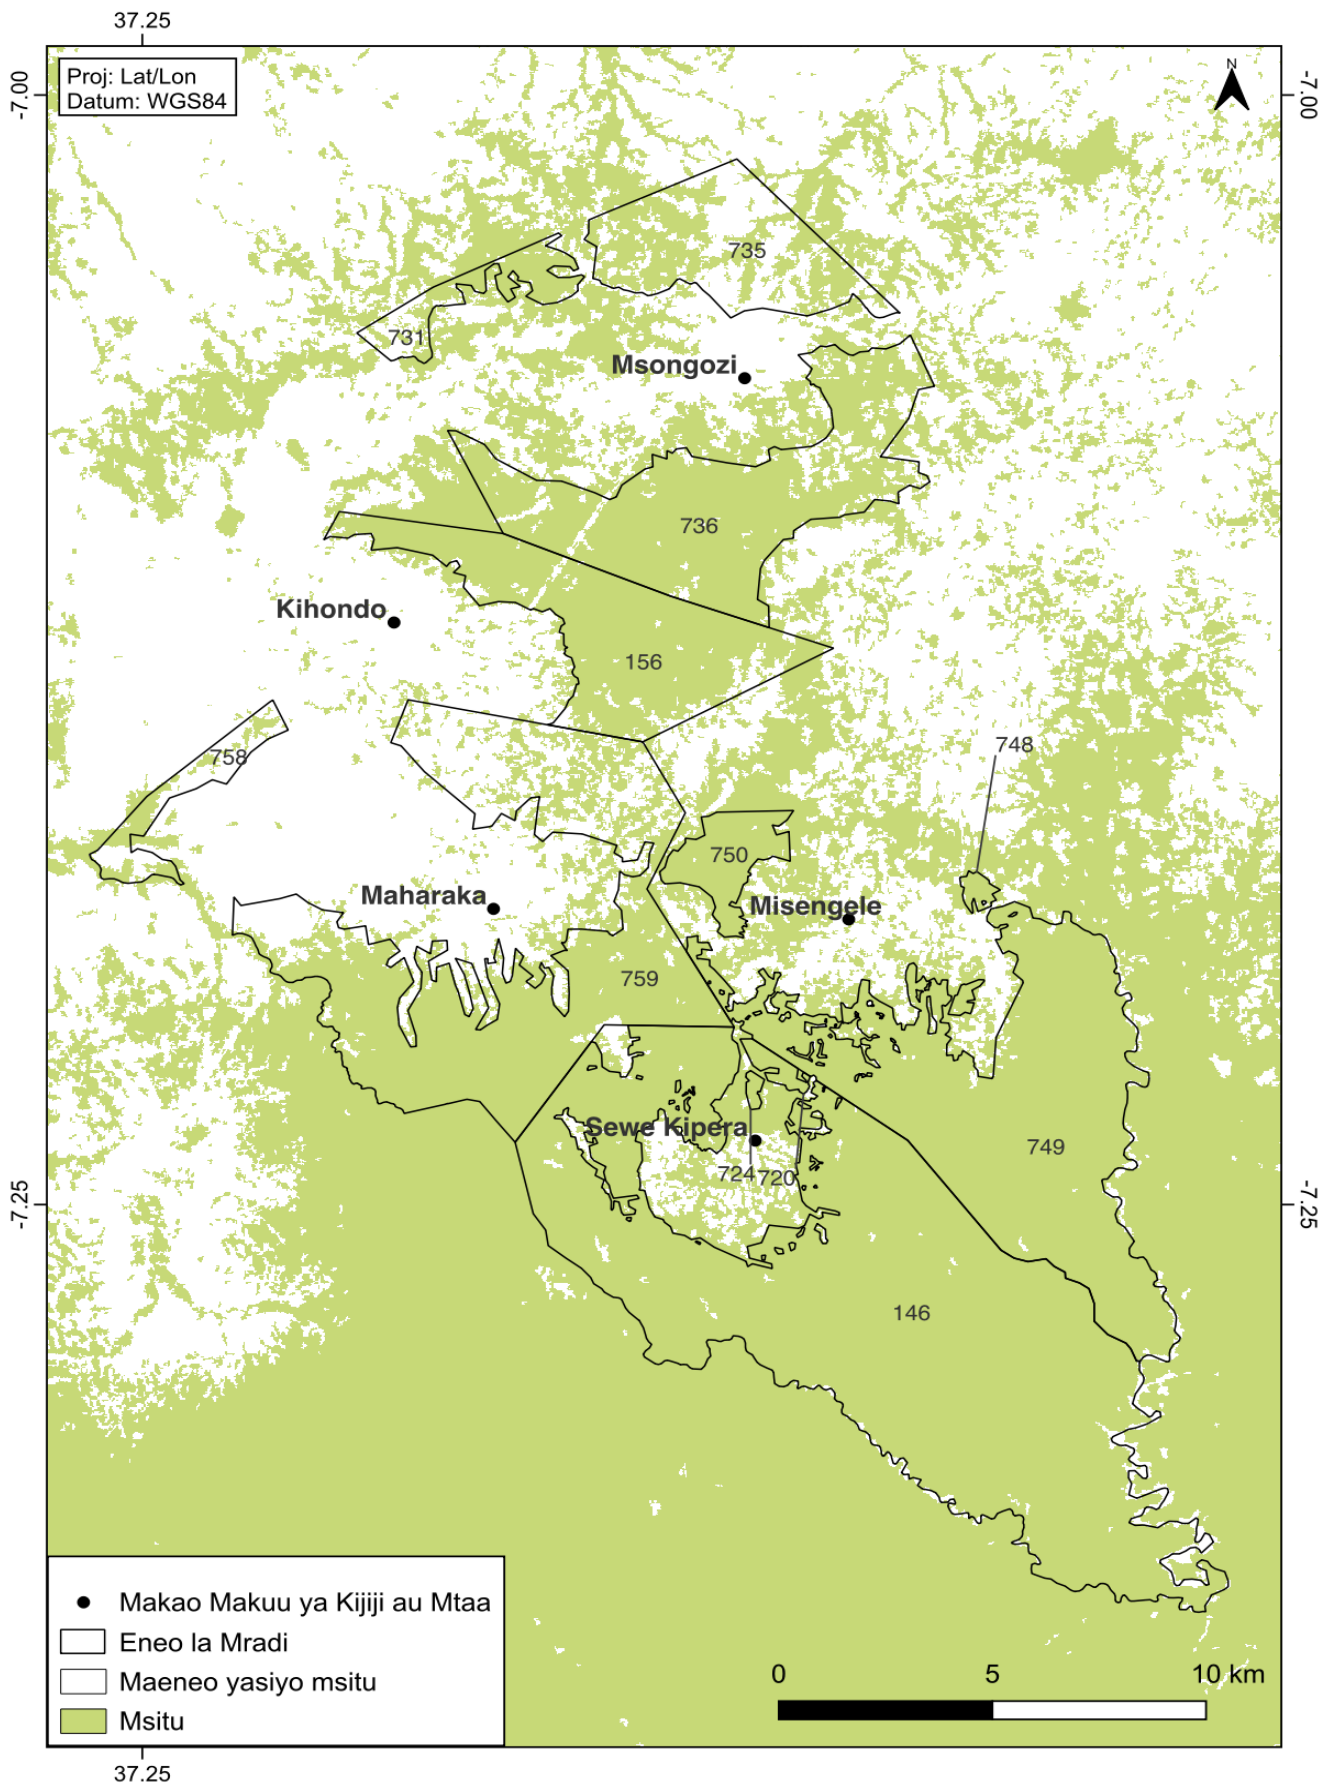 37.25
Proj: Lat/Lon
Datum: WGS84
N
-7.00
-7.00
735
731
Msongozi
736
Kihondo
156
748
758
750
Maharaka
Misengele
759
Sewe Kipera
749
724
720
-7.25
-7.25
146
Makao Makuu ya Kijiji au Mtaa
Eneo la Mradi
Maeneo yasiyo msitu
Msitu
0 5 10 km
37.25